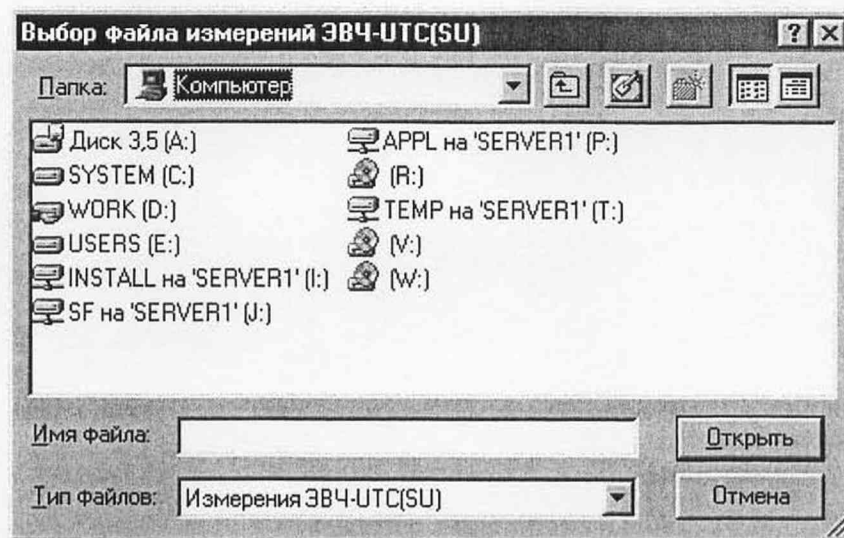 Выбор файла измерений ЭВЧ-UTC(SU)
Папка: Компьютер
Диск 3,5 (A:)
SYSTEM (C:)
WORK (D:)
USERS (E:)
INSTALL на 'SERVER1' (I:)
SF на 'SERVER1' (J:)
APPL на 'SERVER1' (P:)
(R:)
TEMP на 'SERVER1' (T:)
(V:)
(W:)
Имя файла:
Открыть
Тип файлов: Измерения ЭВЧ-UTC(SU)
Отмена